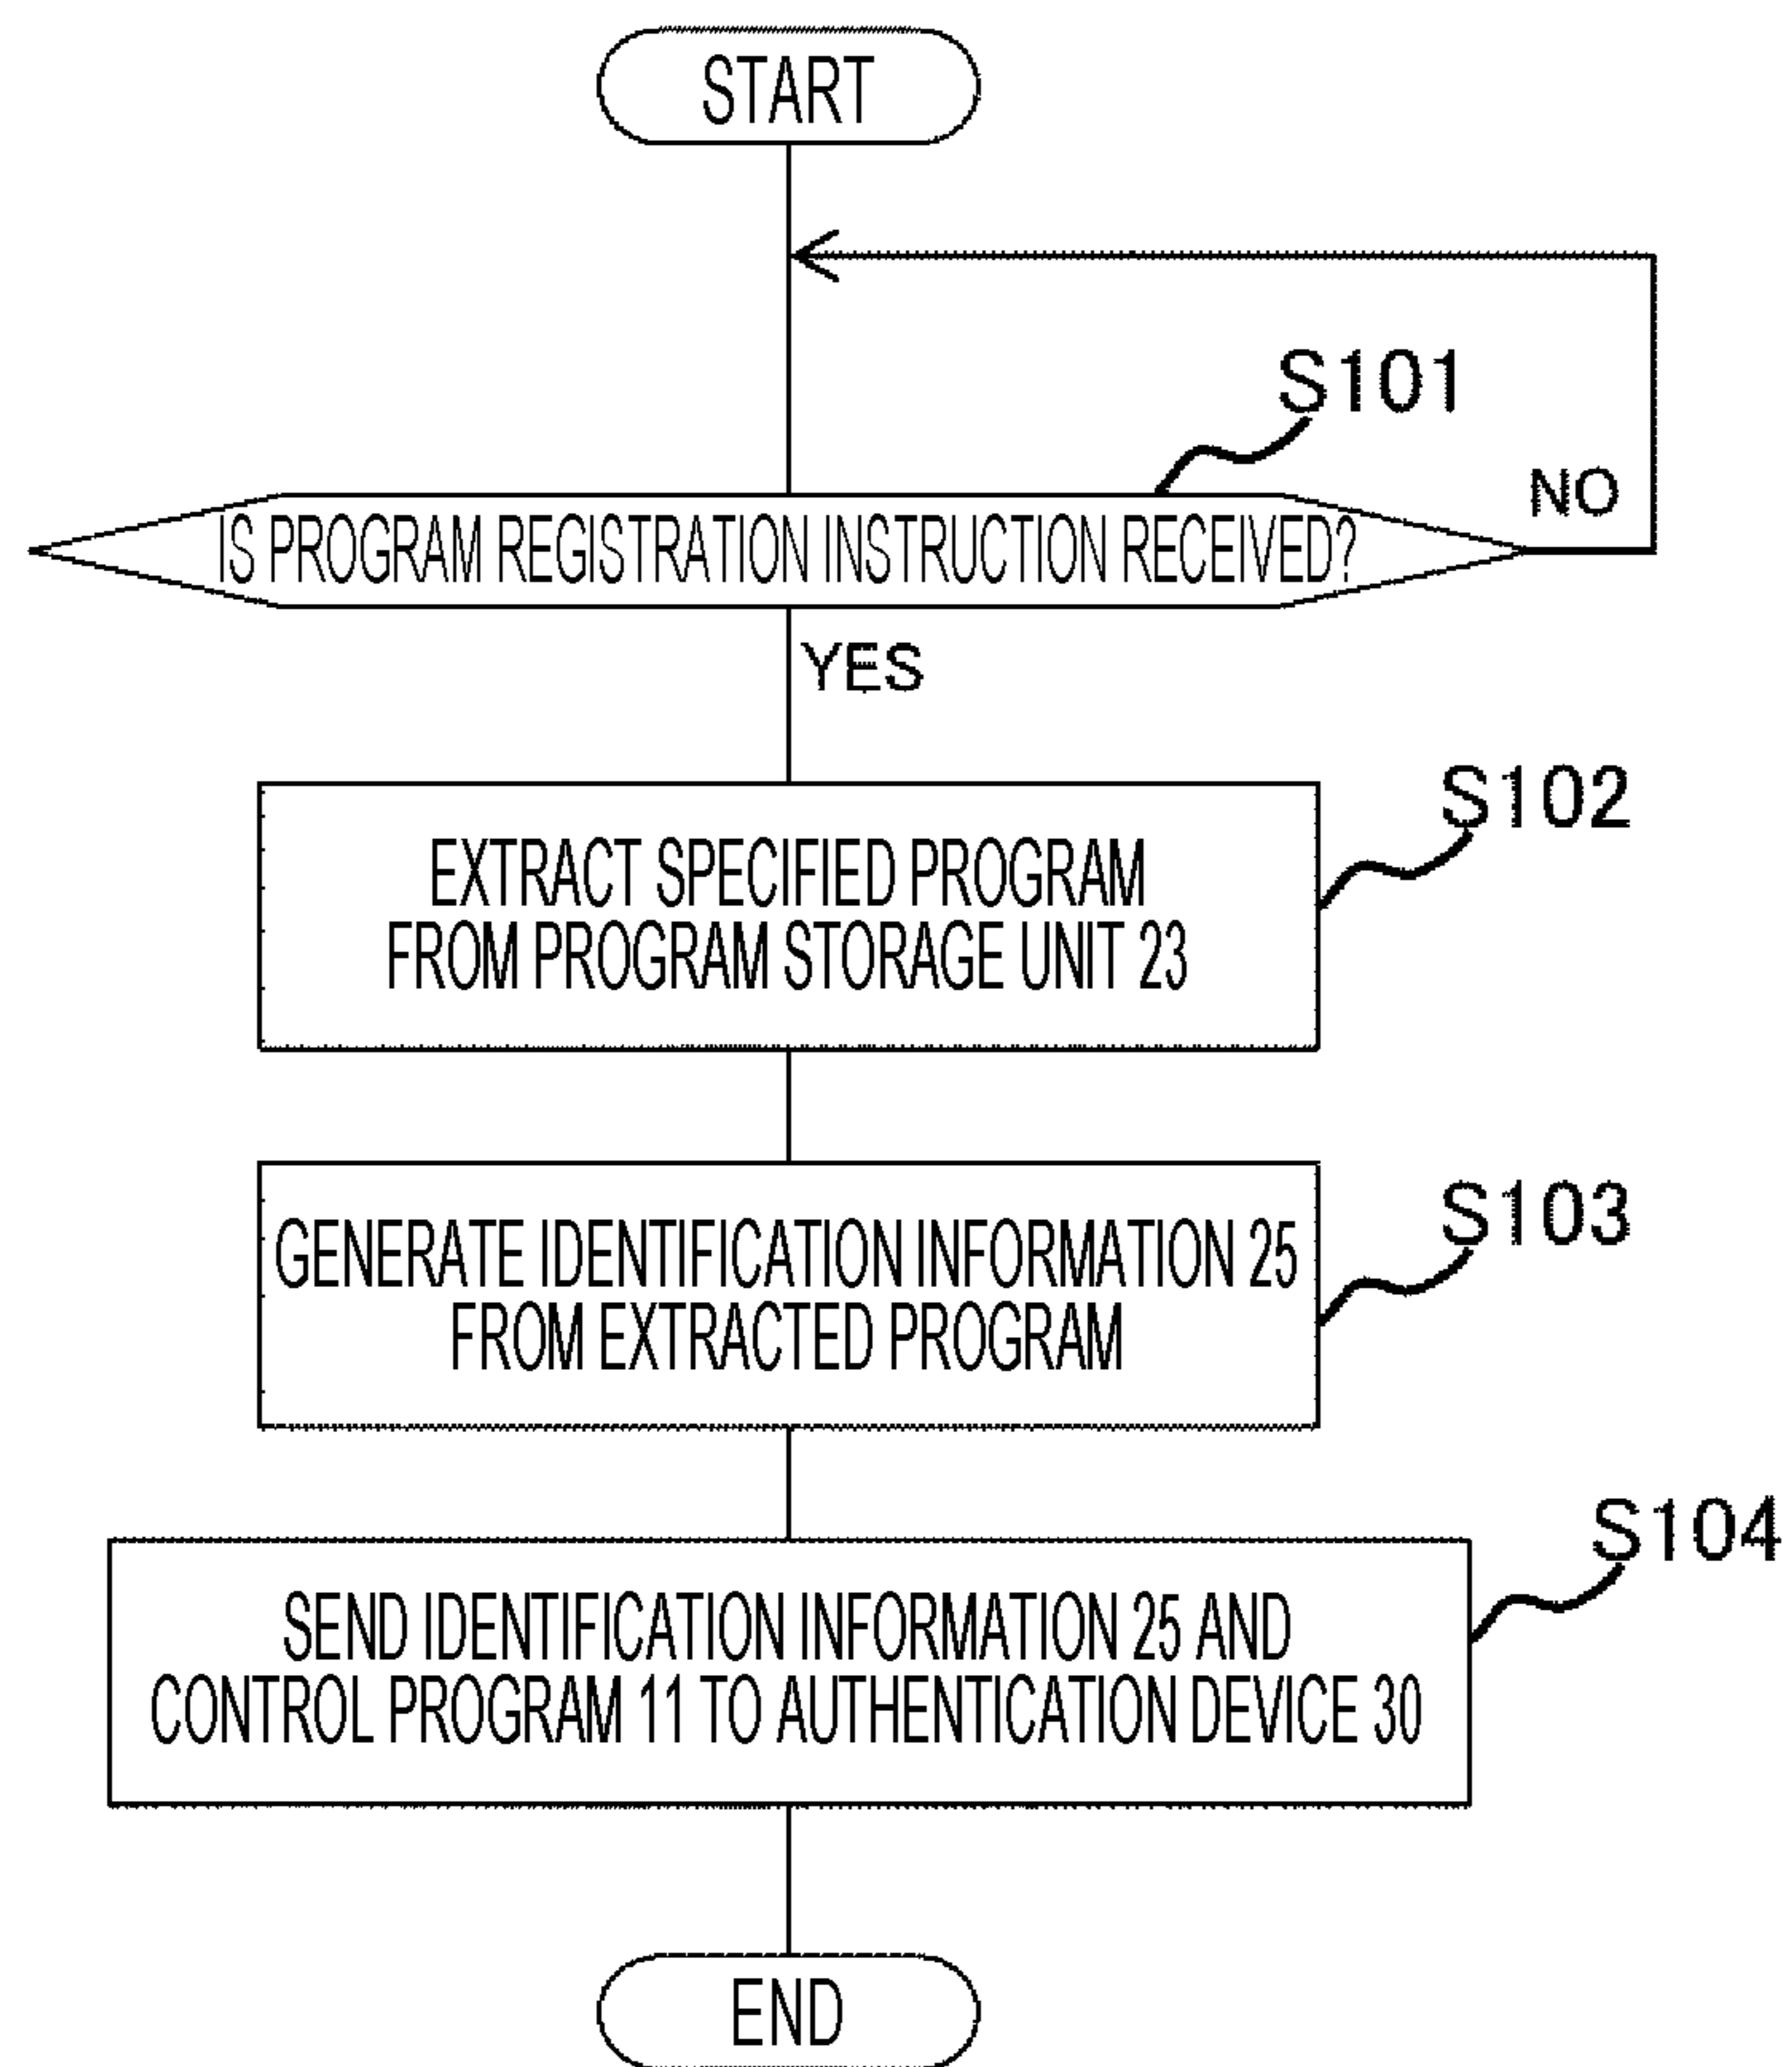 START
S101
IS PROGRAM REGISTRATION INSTRUCTION RECEIVED?
NO
YES
S102
EXTRACT SPECIFIED PROGRAM
FROM PROGRAM STORAGE UNIT 23
S103
GENERATE IDENTIFICATION INFORMATION 25
FROM EXTRACTED PROGRAM
S104
SEND IDENTIFICATION INFORMATION 25 AND
CONTROL PROGRAM 11 TO AUTHENTICATION DEVICE 30
END